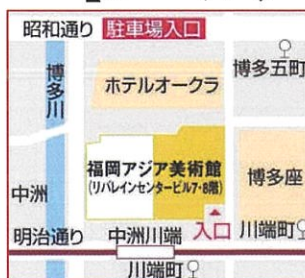 昭和通り 駐車場入口
博多川
ホテルオークラ
博多五町
福岡アジア美術館
(リバレインセンタービル7・8階)
博多座
中洲
入口
明治通り 中洲川端 川端町
川端町